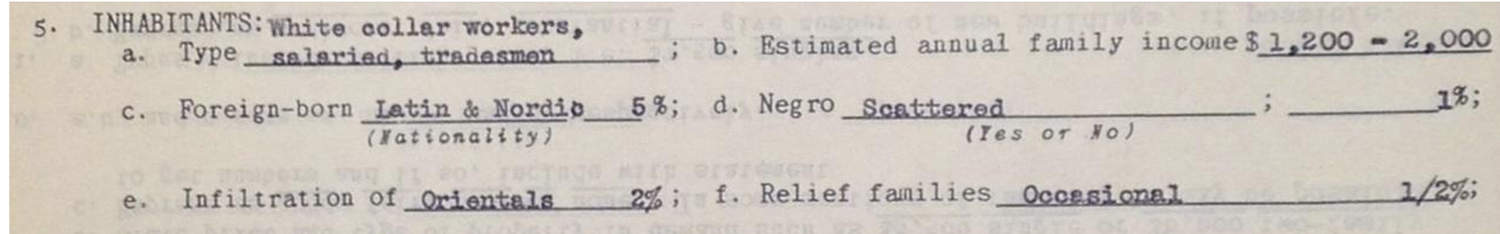 5. INHABITANTS: White collar workers,
a. Type salaried, tradesmen ; b. Estimated annual family income $ 1,200 - 2,000
c. Foreign-born Latin & Nordic 5%; d. Negro Scattered ; 1%;
(Nationality) (Yes or No)
e. Infiltration of Orientals 2%; f. Relief families Occasional 1/2%;